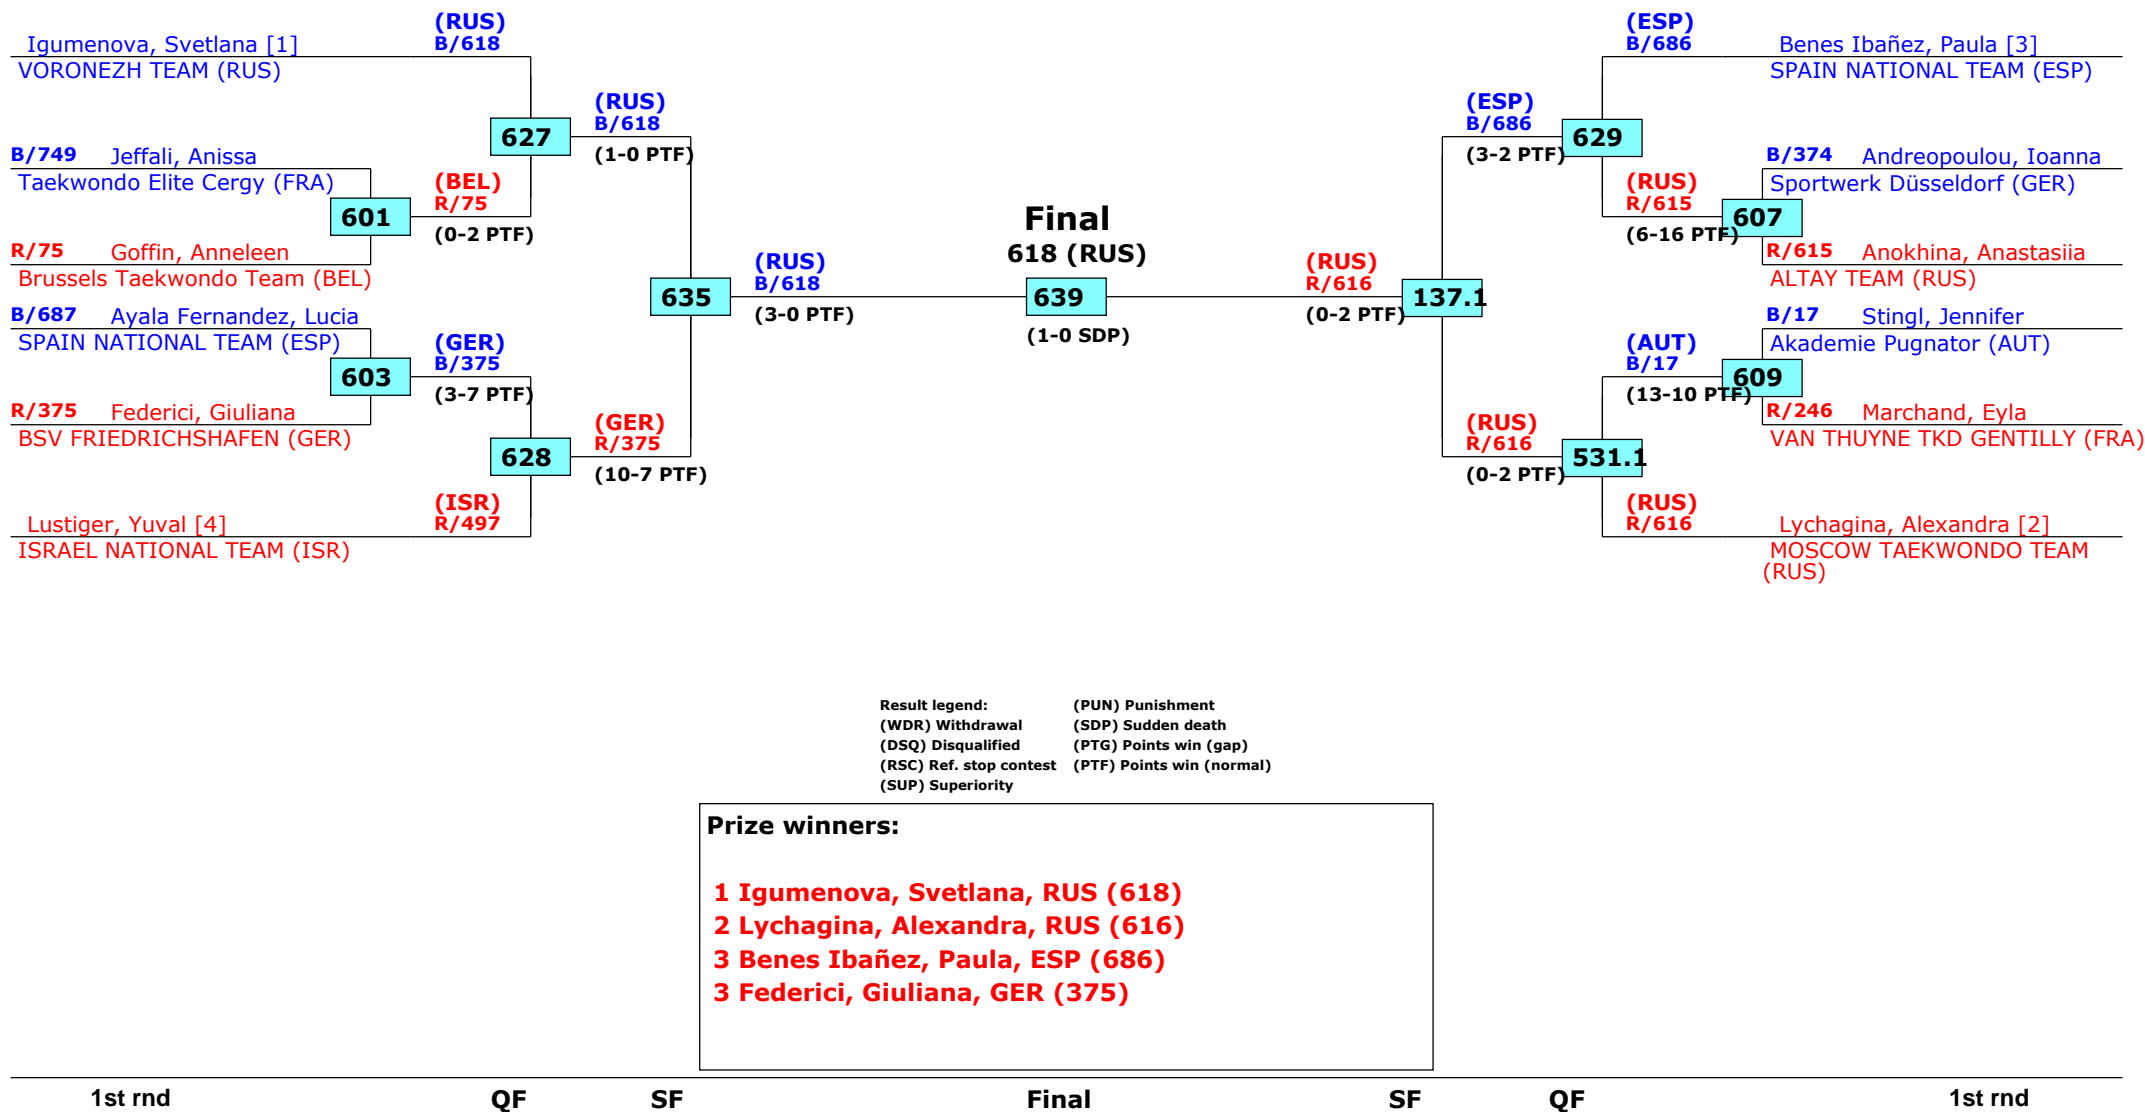 (RUS)
B/618
Igumenova, Svetlana [1]
VORONEZH TEAM (RUS)
627
(RUS)
B/618
(1-0 PTF)
B/749 Jeffali, Anissa
Taekwondo Elite Cergy (FRA)
601
(BEL)
R/75
(0-2 PTF)
R/75 Goffin, Anneleen
Brussels Taekwondo Team (BEL)
635
(RUS)
B/618
(3-0 PTF)
B/687 Ayala Fernandez, Lucia
SPAIN NATIONAL TEAM (ESP)
603
(GER)
B/375
(3-7 PTF)
R/375 Federici, Giuliana
BSV FRIEDRICHSHAFEN (GER)
628
(GER)
R/375
(10-7 PTF)
(ISR)
R/497
Lustiger, Yuval [4]
ISRAEL NATIONAL TEAM (ISR)
Final
618 (RUS)
639
(1-0 SDP)
(ESP)
B/686
Benes Ibañez, Paula [3]
SPAIN NATIONAL TEAM (ESP)
(ESP)
B/686
629
(3-2 PTF)
B/374 Andreopoulou, Ioanna
Sportwerk Düsseldorf (GER)
(RUS)
R/615
607
(6-16 PTF)
R/615 Anokhina, Anastasiia
ALTAY TEAM (RUS)
(RUS)
R/616
137.1
(0-2 PTF)
B/17 Stingl, Jennifer
Akademie Pugnator (AUT)
(AUT)
B/17
609
(13-10 PTF)
R/246 Marchand, Eyla
VAN THUYNE TKD GENTILLY (FRA)
(RUS)
R/616
531.1
(0-2 PTF)
(RUS)
R/616
Lychagina, Alexandra [2]
MOSCOW TAEKWONDO TEAM
(RUS)
Result legend: (PUN) Punishment
(WDR) Withdrawal (SDP) Sudden death
(DSQ) Disqualified (PTG) Points win (gap)
(RSC) Ref. stop contest (PTF) Points win (normal)
(SUP) Superiority
Prize winners:
1 Igumenova, Svetlana, RUS (618)
2 Lychagina, Alexandra, RUS (616)
3 Benes Ibañez, Paula, ESP (686)
3 Federici, Giuliana, GER (375)
1st rnd QF SF Final SF QF 1st rnd